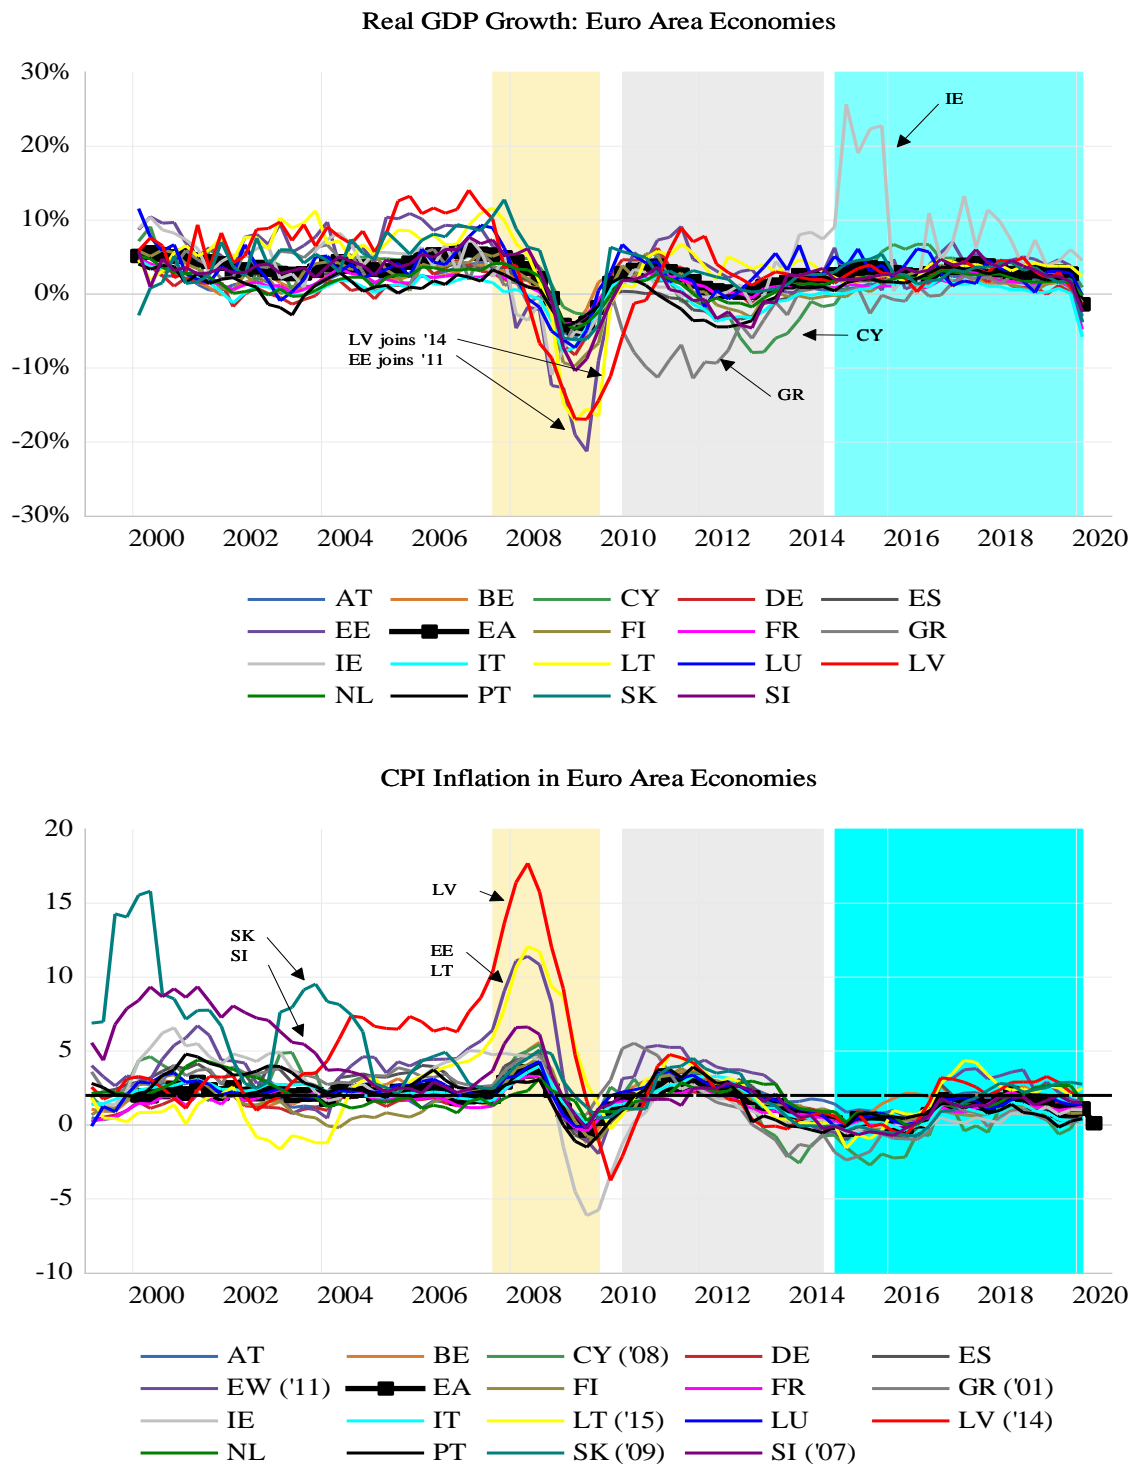 Real GDP Growth: Euro Area Economies
30%
20%
10%
0%
-10%
-20%
-30%
IE
LV joins '14
EE joins '11
CY
GR
2000 2002 2004 2006 2008 2010 2012 2014 2016 2018 2020
AT BE CY DE ES
EE EA FI FR GR
IE IT LT LU LV
NL PT SK SI
CPI Inflation in Euro Area Economies
20
15
10
5
0
-5
-10
LV
SK
SI
EE
LT
2000 2002 2004 2006 2008 2010 2012 2014 2016 2018 2020
AT BE CY ('08) DE ES
EW ('11) EA FI FR GR ('01)
IE IT LT ('15) LU LV ('14)
NL PT SK ('09) SI ('07)